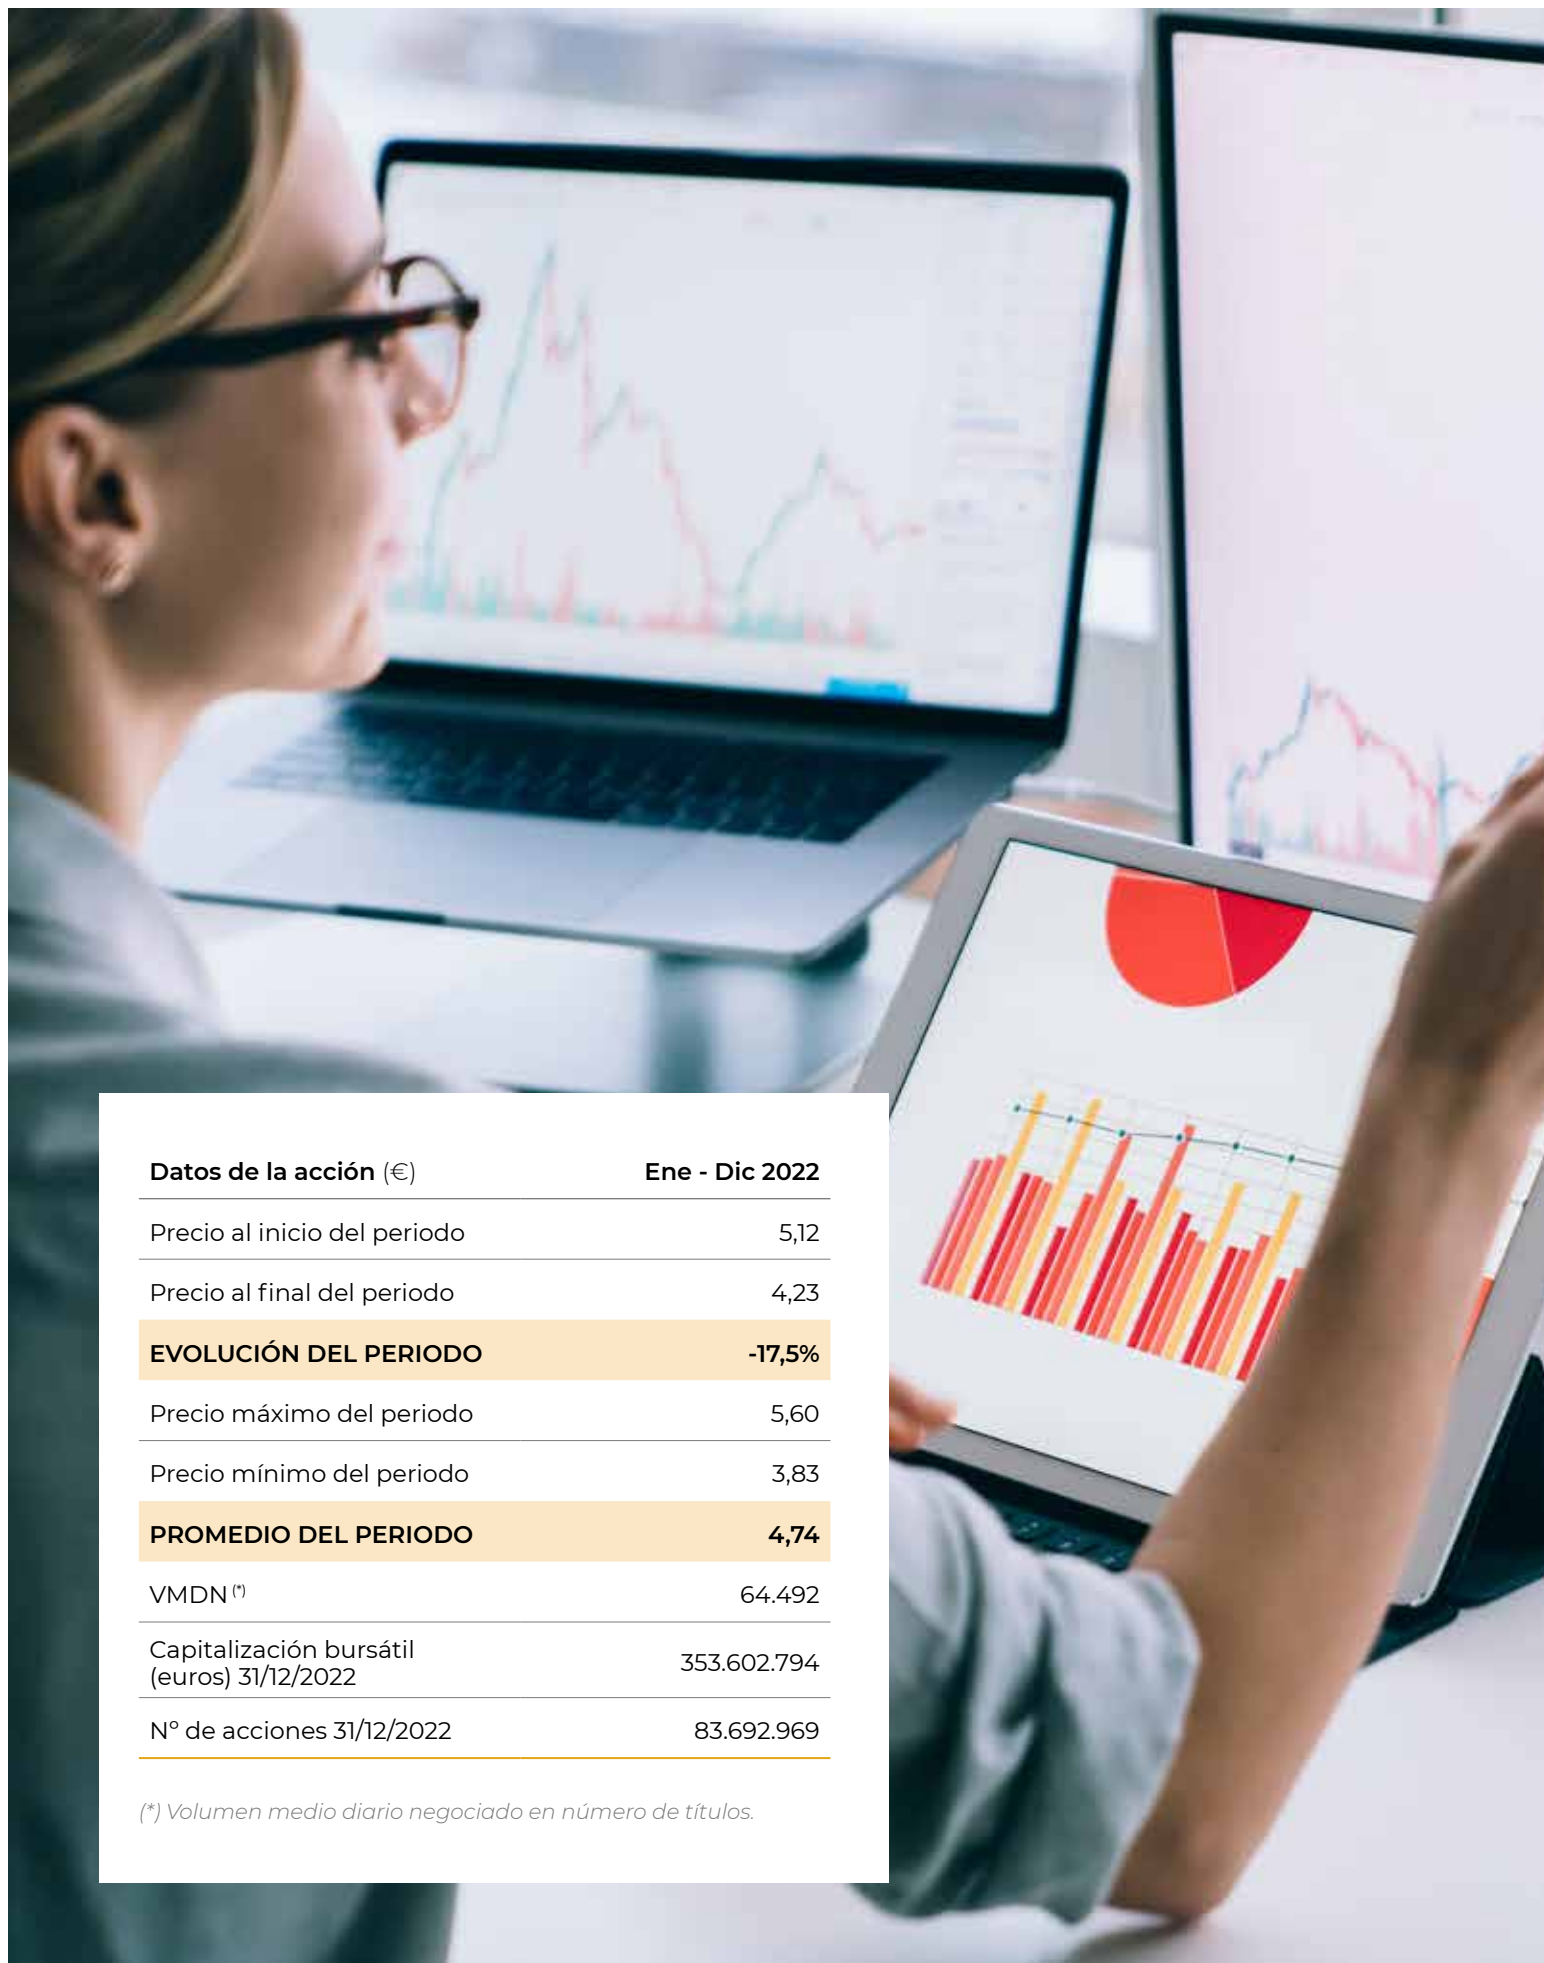 Datos de la acción (€) Ene - Dic 2022
Precio al inicio del periodo 5,12
Precio al final del periodo 4,23
EVOLUCIÓN DEL PERIODO -17,5%
Precio máximo del periodo 5,60
Precio mínimo del periodo 3,83
PROMEDIO DEL PERIODO 4,74
VMDN (*) 64.492
Capitalización bursátil
(euros) 31/12/2022 353.602.794
Nº de acciones 31/12/2022 83.692.969
(*) Volumen medio diario negociado en número de títulos.